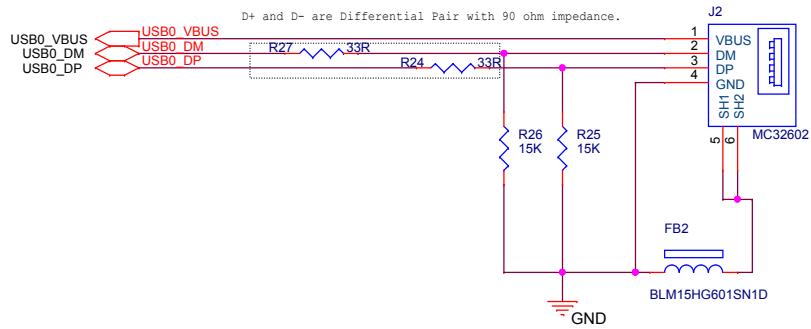 D+ and D- are Differential Pair with 90 ohm impedance.
J2
USB0_VBUS USB0_VBUS 1 VBUS
USB0_DM USB0_DM R27 33R 2 DM
USB0_DP USB0_DP R24 33R 3 DP
4 GND
SH1 SH2
5 6
MC32602
R26 R25
15K 15K
FB2
BLM15HG601SN1D
GND